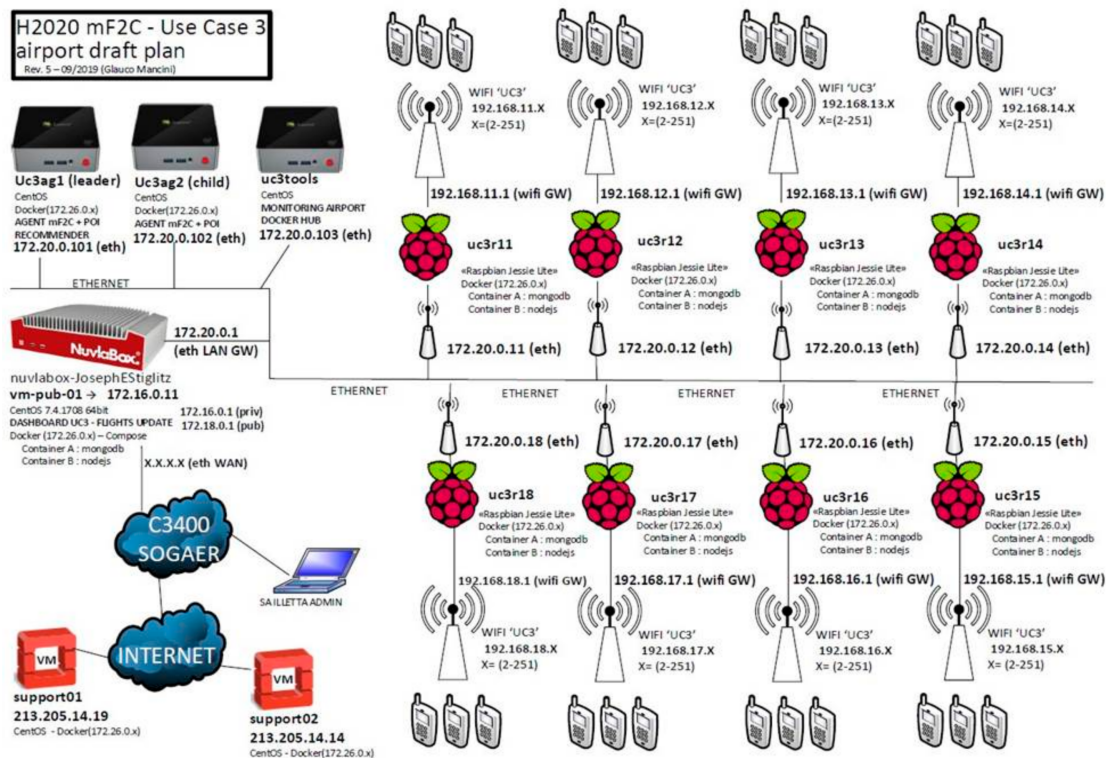 H2020 mF2C - Use Case 3
airport draft plan
Rev. 5 – 09/2019 (Glauco Mancini)
Uc3ag1 (leader)
CentOS
Docker(172.26.0.x)
AGENT mF2C + POI
RECOMMENDER
172.20.0.101 (eth)
Uc3ag2 (child)
CentOS
Docker(172.26.0.x)
AGENT mF2C + POI
172.20.0.102 (eth)
uc3tools
CentOS
MONITORING AIRPORT
DOCKER HUB
172.20.0.103 (eth)
ETHERNET
NuvlaBox
172.20.0.1
(eth LAN GW)
nuvlabox-JosephEStiglitz
vm-pub-01 → 172.16.0.11
CentOS 7.4.1708 64bit
172.16.0.1 (priv)
DASHBOARD UC3 - FLIGHTS UPDATE
172.18.0.1 (pub)
Docker (172.26.0.x) – Compose
Container A : mongodb
Container B : nodejs
X.X.X.X (eth WAN)
C3400
SOGAER
SAILLETTA ADMIN
INTERNET
VM
support01
213.205.14.19
CentOS - Docker(172.26.0.x)
VM
support02
213.205.14.14
CentOS - Docker(172.26.0.x)
WIFI ‘UC3’
192.168.11.X
X=(2-251)
192.168.11.1 (wifi GW)
uc3r11
«Raspbian Jessie Lite»
Docker (172.26.0.x)
Container A : mongodb
Container B : nodejs
172.20.0.11 (eth)
WIFI ‘UC3’
192.168.12.X
X=(2-251)
192.168.12.1 (wifi GW)
uc3r12
«Raspbian Jessie Lite»
Docker (172.26.0.x)
Container A : mongodb
Container B : nodejs
172.20.0.12 (eth)
WIFI ‘UC3’
192.168.13.X
X=(2-251)
192.168.13.1 (wifi GW)
uc3r13
«Raspbian Jessie Lite»
Docker (172.26.0.x)
Container A : mongodb
Container B : nodejs
172.20.0.13 (eth)
WIFI ‘UC3’
192.168.14.X
X=(2-251)
192.168.14.1 (wifi GW)
uc3r14
«Raspbian Jessie Lite»
Docker (172.26.0.x)
Container A : mongodb
Container B : nodejs
172.20.0.14 (eth)
ETHERNET
ETHERNET
ETHERNET
ETHERNET
172.20.0.18 (eth)
uc3r18
«Raspbian Jessie Lite»
Docker (172.26.0.x)
Container A : mongodb
Container B : nodejs
192.168.18.1 (wifi GW)
WIFI ‘UC3’
192.168.18.X
X= (2-251)
172.20.0.17 (eth)
uc3r17
«Raspbian Jessie Lite»
Docker (172.26.0.x)
Container A : mongodb
Container B : nodejs
192.168.17.1 (wifi GW)
WIFI ‘UC3’
192.168.17.X
X= (2-251)
172.20.0.16 (eth)
uc3r16
«Raspbian Jessie Lite»
Docker (172.26.0.x)
Container A : mongodb
Container B : nodejs
192.168.16.1 (wifi GW)
WIFI ‘UC3’
192.168.16.X
X= (2-251)
172.20.0.15 (eth)
uc3r15
«Raspbian Jessie Lite»
Docker (172.26.0.x)
Container A : mongodb
Container B : nodejs
192.168.15.1 (wifi GW)
WIFI ‘UC3’
192.168.15.X
X= (2-251)